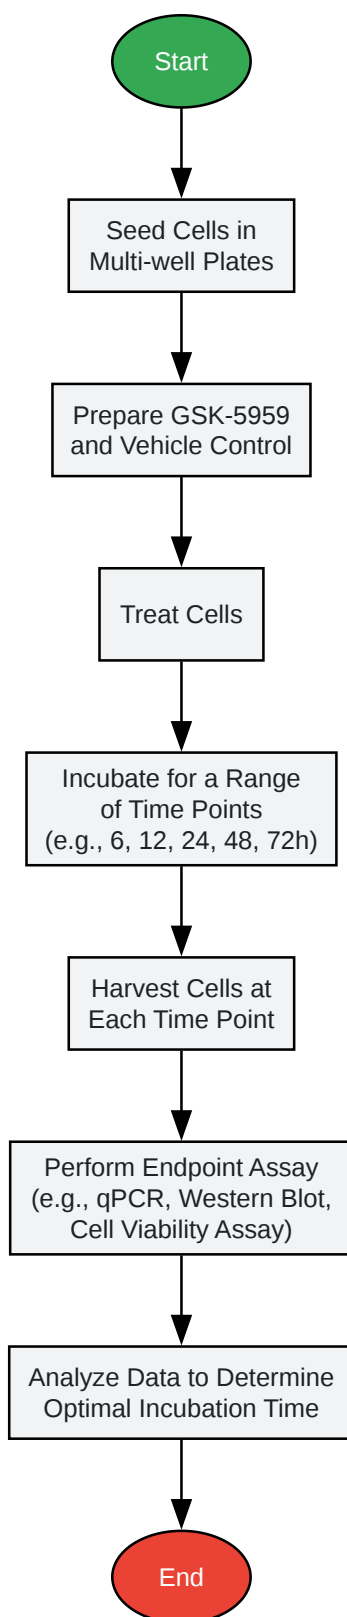 Start
Seed Cells in
Multi-well Plates
Prepare GSK-5959
and Vehicle Control
Treat Cells
Incubate for a Range
of Time Points
(e.g., 6, 12, 24, 48, 72h)
Harvest Cells at
Each Time Point
Perform Endpoint Assay
(e.g., qPCR, Western Blot,
Cell Viability Assay)
Analyze Data to Determine
Optimal Incubation Time
End